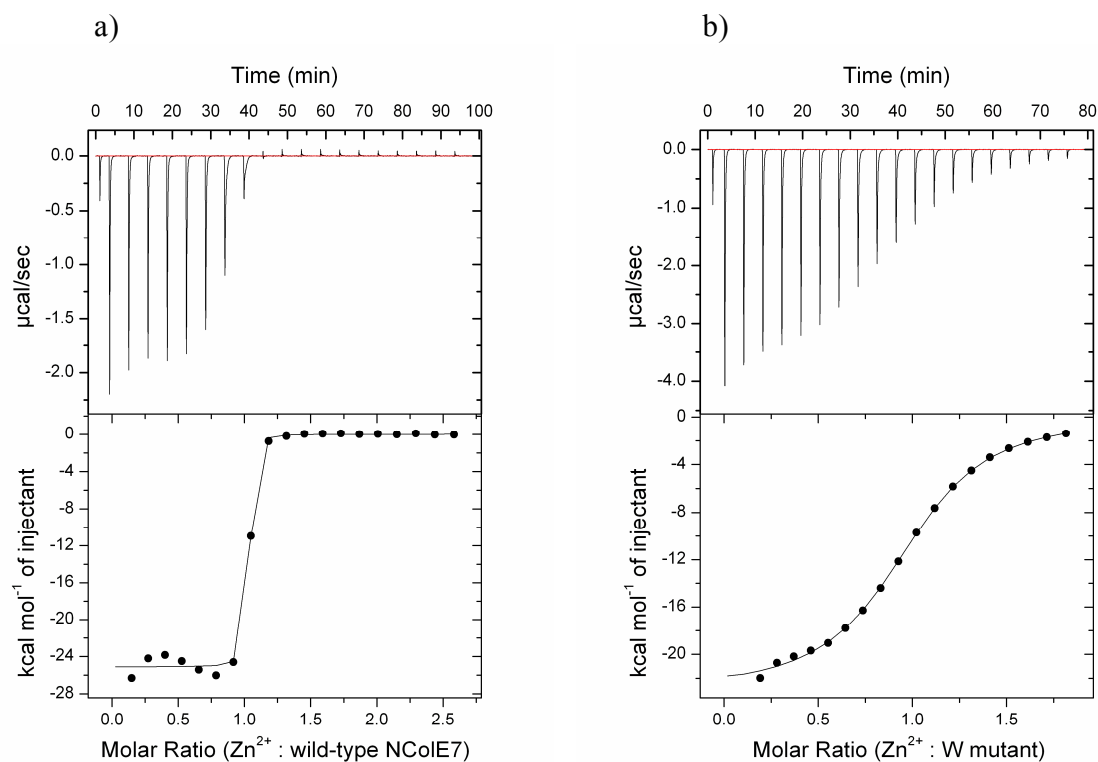 a)
Time (min)
0 10 20 30 40 50 60 70 80 90 100
0.0
-0.5
-1.0
-1.5
-2.0
µcal/sec
0
-4
-8
-12
-16
-20
-24
-28
kcal mol⁻¹ of injectant
0.0 0.5 1.0 1.5 2.0 2.5
Molar Ratio (Zn²⁺ : wild-type NColE7)
b)
Time (min)
0 10 20 30 40 50 60 70 80
0.0
-1.0
-2.0
-3.0
-4.0
µcal/sec
0
-4
-8
-12
-16
-20
kcal mol⁻¹ of injectant
0.0 0.5 1.0 1.5
Molar Ratio (Zn²⁺ : W mutant)